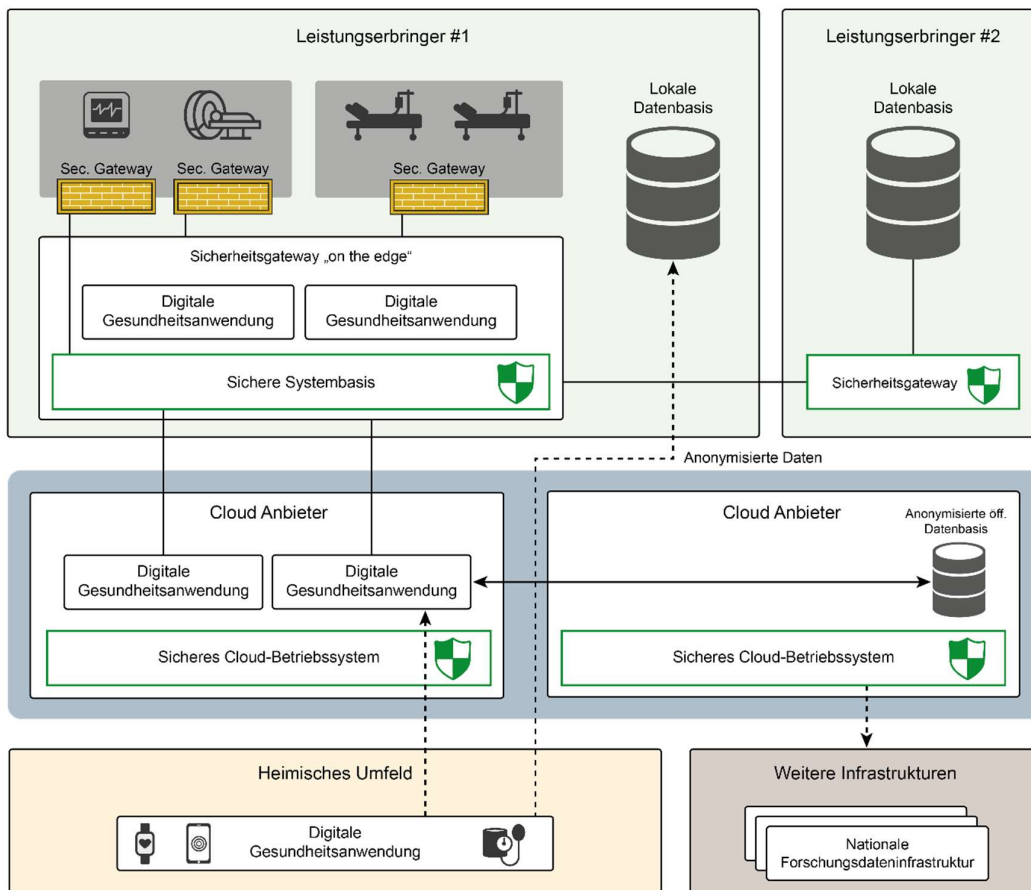 Leistungserbringer #1
Leistungserbringer #2
Lokale
Datenbasis
Lokale
Datenbasis
Sec. Gateway
Sec. Gateway
Sec. Gateway
Sicherheitsgateway „on the edge“
Digitale
Gesundheitsanwendung
Digitale
Gesundheitsanwendung
Sichere Systembasis
Sicherheitsgateway
Anonymisierte Daten
Cloud Anbieter
Cloud Anbieter
Anonymisierte öff.
Datenbasis
Digitale
Gesundheitsanwendung
Digitale
Gesundheitsanwendung
Sicheres Cloud-Betriebssystem
Sicheres Cloud-Betriebssystem
Heimisches Umfeld
Weitere Infrastrukturen
Digitale
Gesundheitsanwendung
Nationale
Forschungsdateninfrastruktur